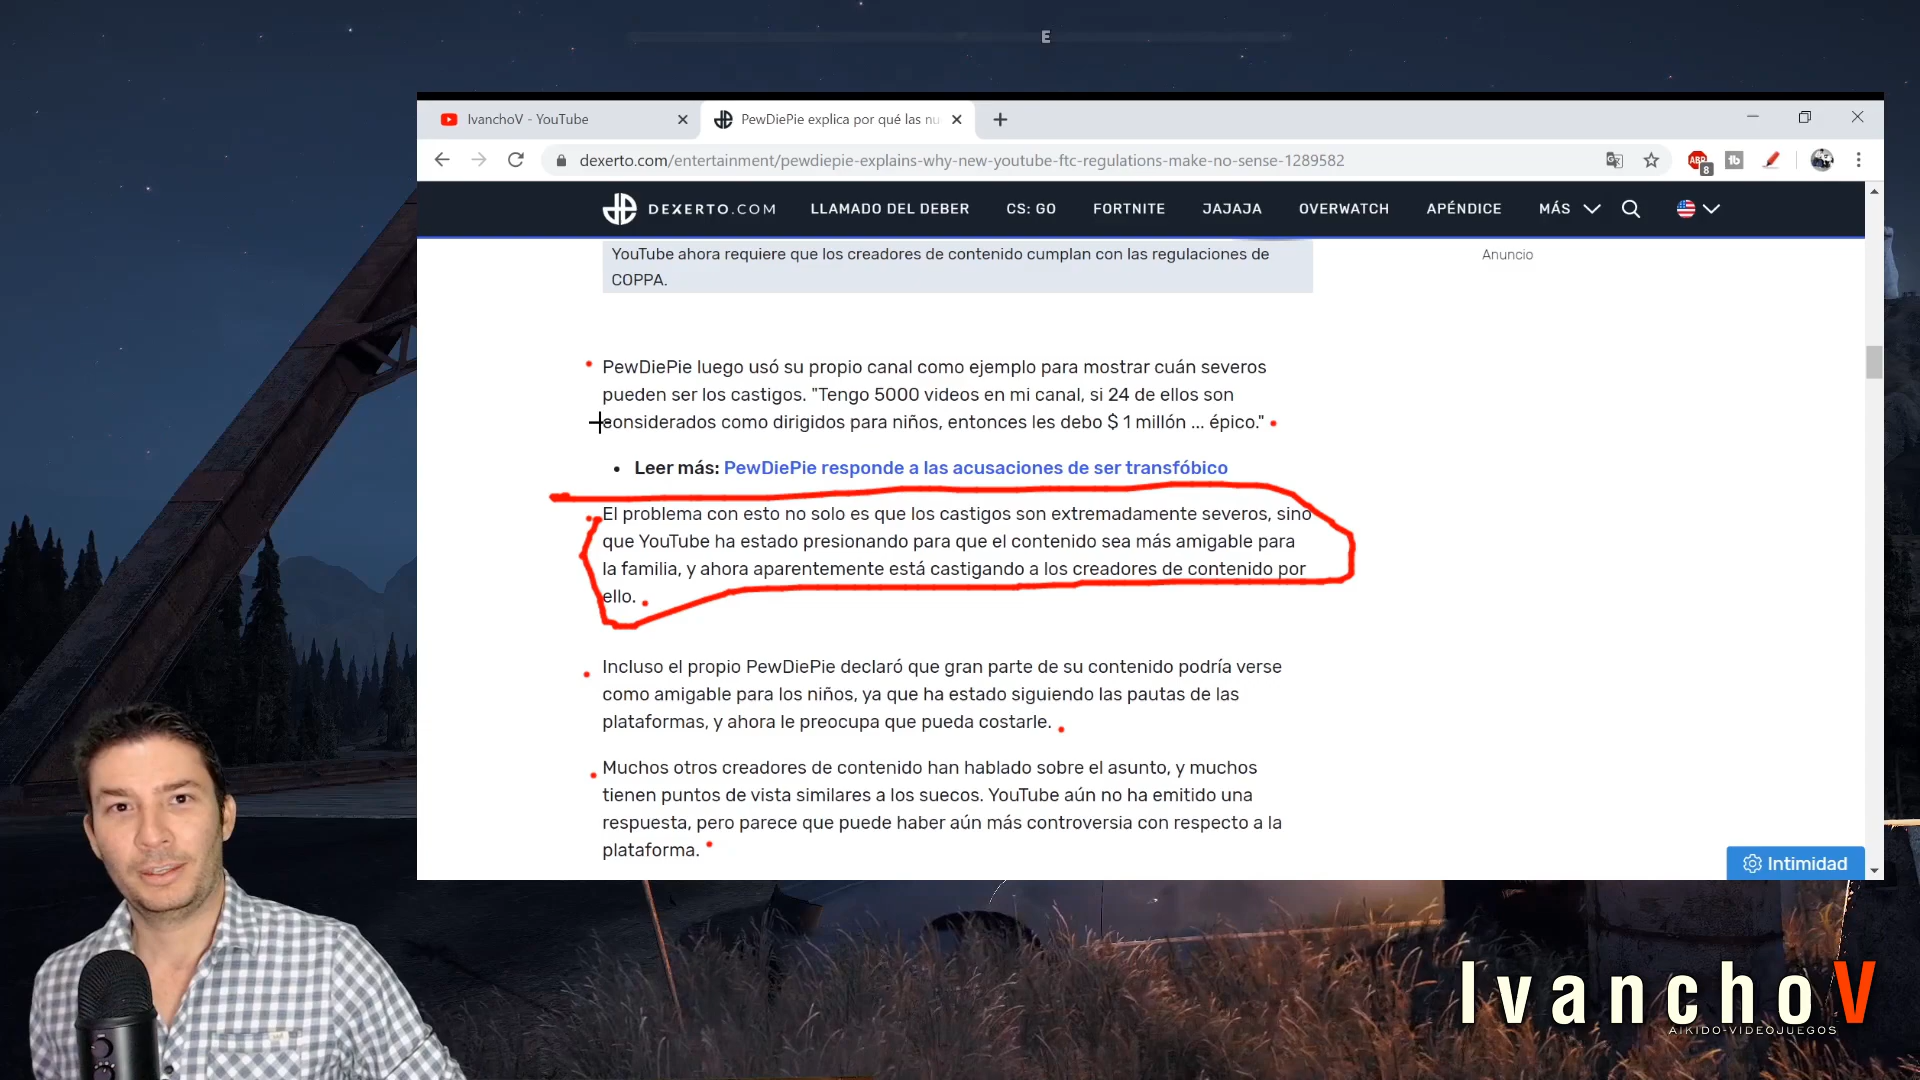 E
IvanchoV - YouTube
PewDiePie explica por qué las nu
dexerto.com/entertainment/pewdiepie-explains-why-new-youtube-ftc-regulations-make-no-sense-1289582
ABP
8
tb
DEXERTO.COM LLAMADO DEL DEBER CS: GO FORTNITE JAJAJA OVERWATCH APÉNDICE MÁS
YouTube ahora requiere que los creadores de contenido cumplan con las regulaciones de
COPPA.
Anuncio
PewDiePie luego usó su propio canal como ejemplo para mostrar cuán severos
pueden ser los castigos. "Tengo 5000 videos en mi canal, si 24 de ellos son
considerados como dirigidos para niños, entonces les debo $ 1 millón ... épico."
• Leer más: PewDiePie responde a las acusaciones de ser transfóbico
El problema con esto no solo es que los castigos son extremadamente severos, sino
que YouTube ha estado presionando para que el contenido sea más amigable para
la familia, y ahora aparentemente está castigando a los creadores de contenido por
ello.
Incluso el propio PewDiePie declaró que gran parte de su contenido podría verse
como amigable para los niños, ya que ha estado siguiendo las pautas de las
plataformas, y ahora le preocupa que pueda costarle.
Muchos otros creadores de contenido han hablado sobre el asunto, y muchos
tienen puntos de vista similares a los suecos. YouTube aún no ha emitido una
respuesta, pero parece que puede haber aún más controversia con respecto a la
plataforma.
Intimidad
IvanchoV
AIKIDO-VIDEOJUEGOS